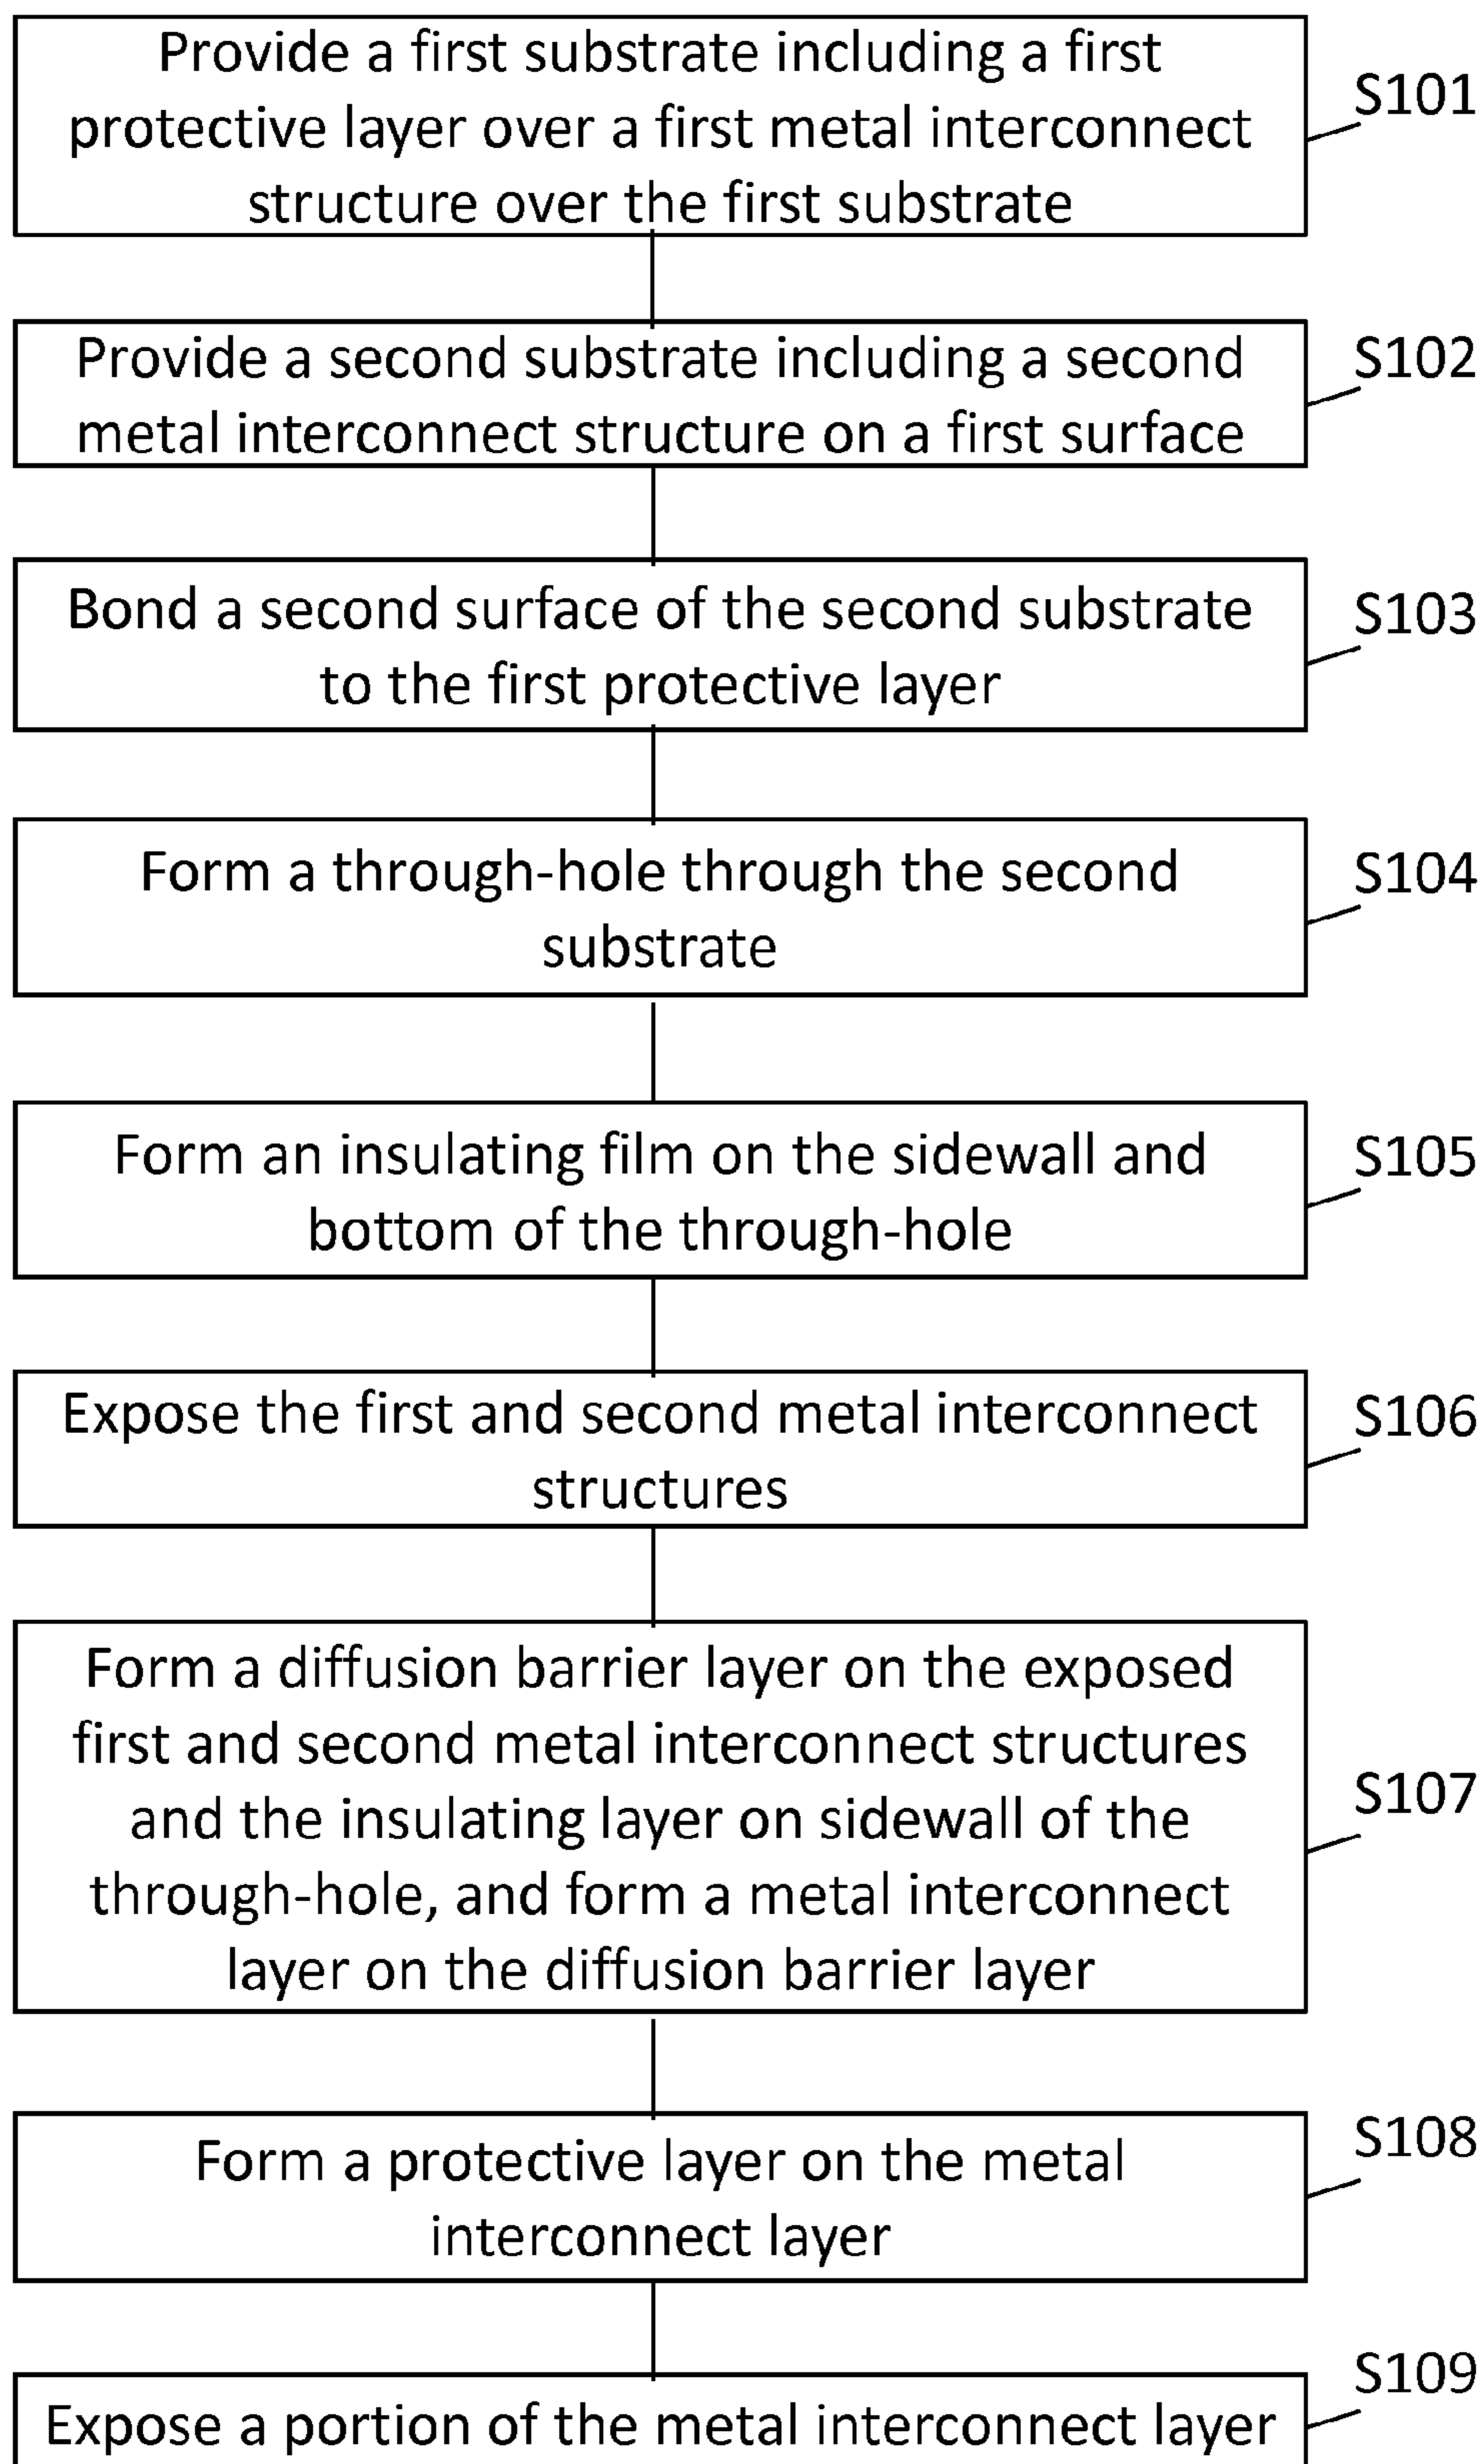 Provide a first substrate including a first
protective layer over a first metal interconnect
structure over the first substrate
S101
Provide a second substrate including a second
metal interconnect structure on a first surface
S102
Bond a second surface of the second substrate
to the first protective layer
S103
Form a through-hole through the second
substrate
S104
Form an insulating film on the sidewall and
bottom of the through-hole
S105
Expose the first and second metal interconnect
structures
S106
Form a diffusion barrier layer on the exposed
first and second metal interconnect structures
and the insulating layer on sidewall of the
through-hole, and form a metal interconnect
layer on the diffusion barrier layer
S107
Form a protective layer on the metal
interconnect layer
S108
Expose a portion of the metal interconnect layer
S109